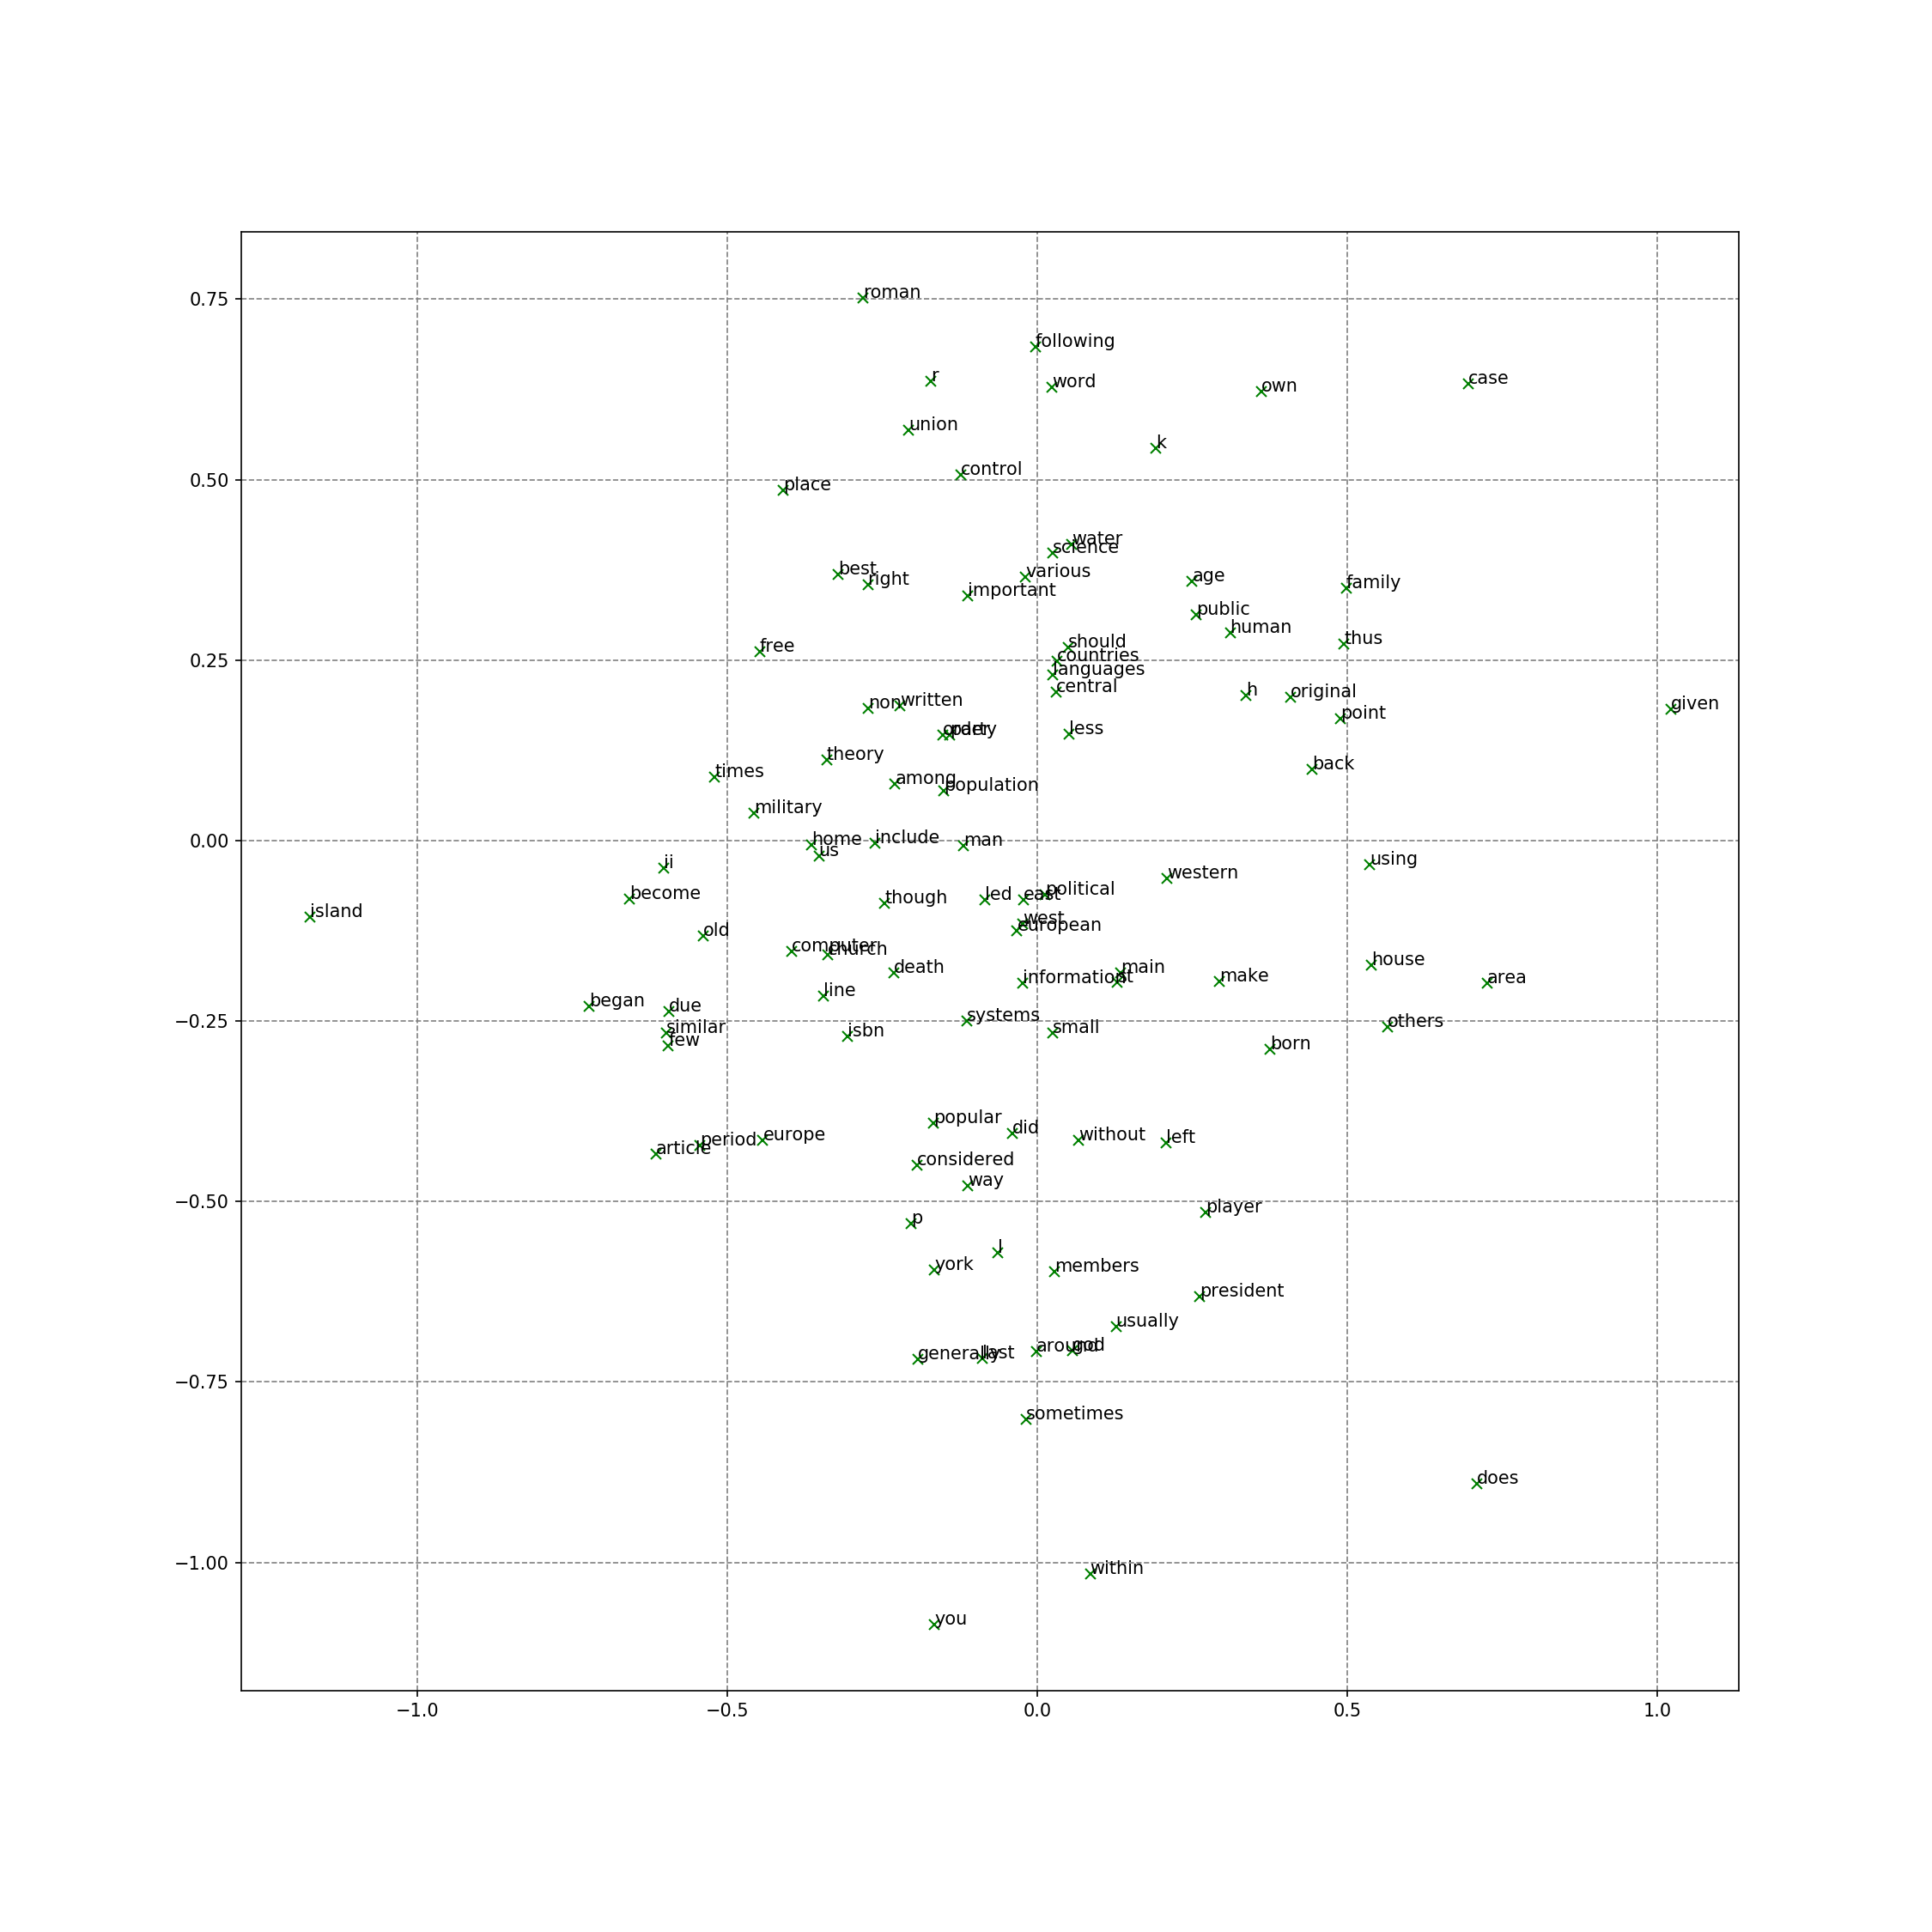 roman
0.75
following
r
word
case
own
union
k
control
0.50
place
water
science
best
various
age
right
family
important
public
human
thus
should
free
countries
0.25
languages
central
h
original
non
written
given
point
less
party
order
back
theory
times
among
population
military
0.00
home
include
man
us
using
ii
western
political
become
east
led
though
island
west
european
old
computer
church
house
death
main
information
make
area
line
began
due
systems
−0.25
others
similar
small
isbn
few
born
popular
did
europe
without
left
period
article
considered
way
−0.50
player
p
l
york
members
president
usually
god
around
last
generally
−0.75
sometimes
does
−1.00
within
you
−1.0 −0.5 0.0 0.5 1.0